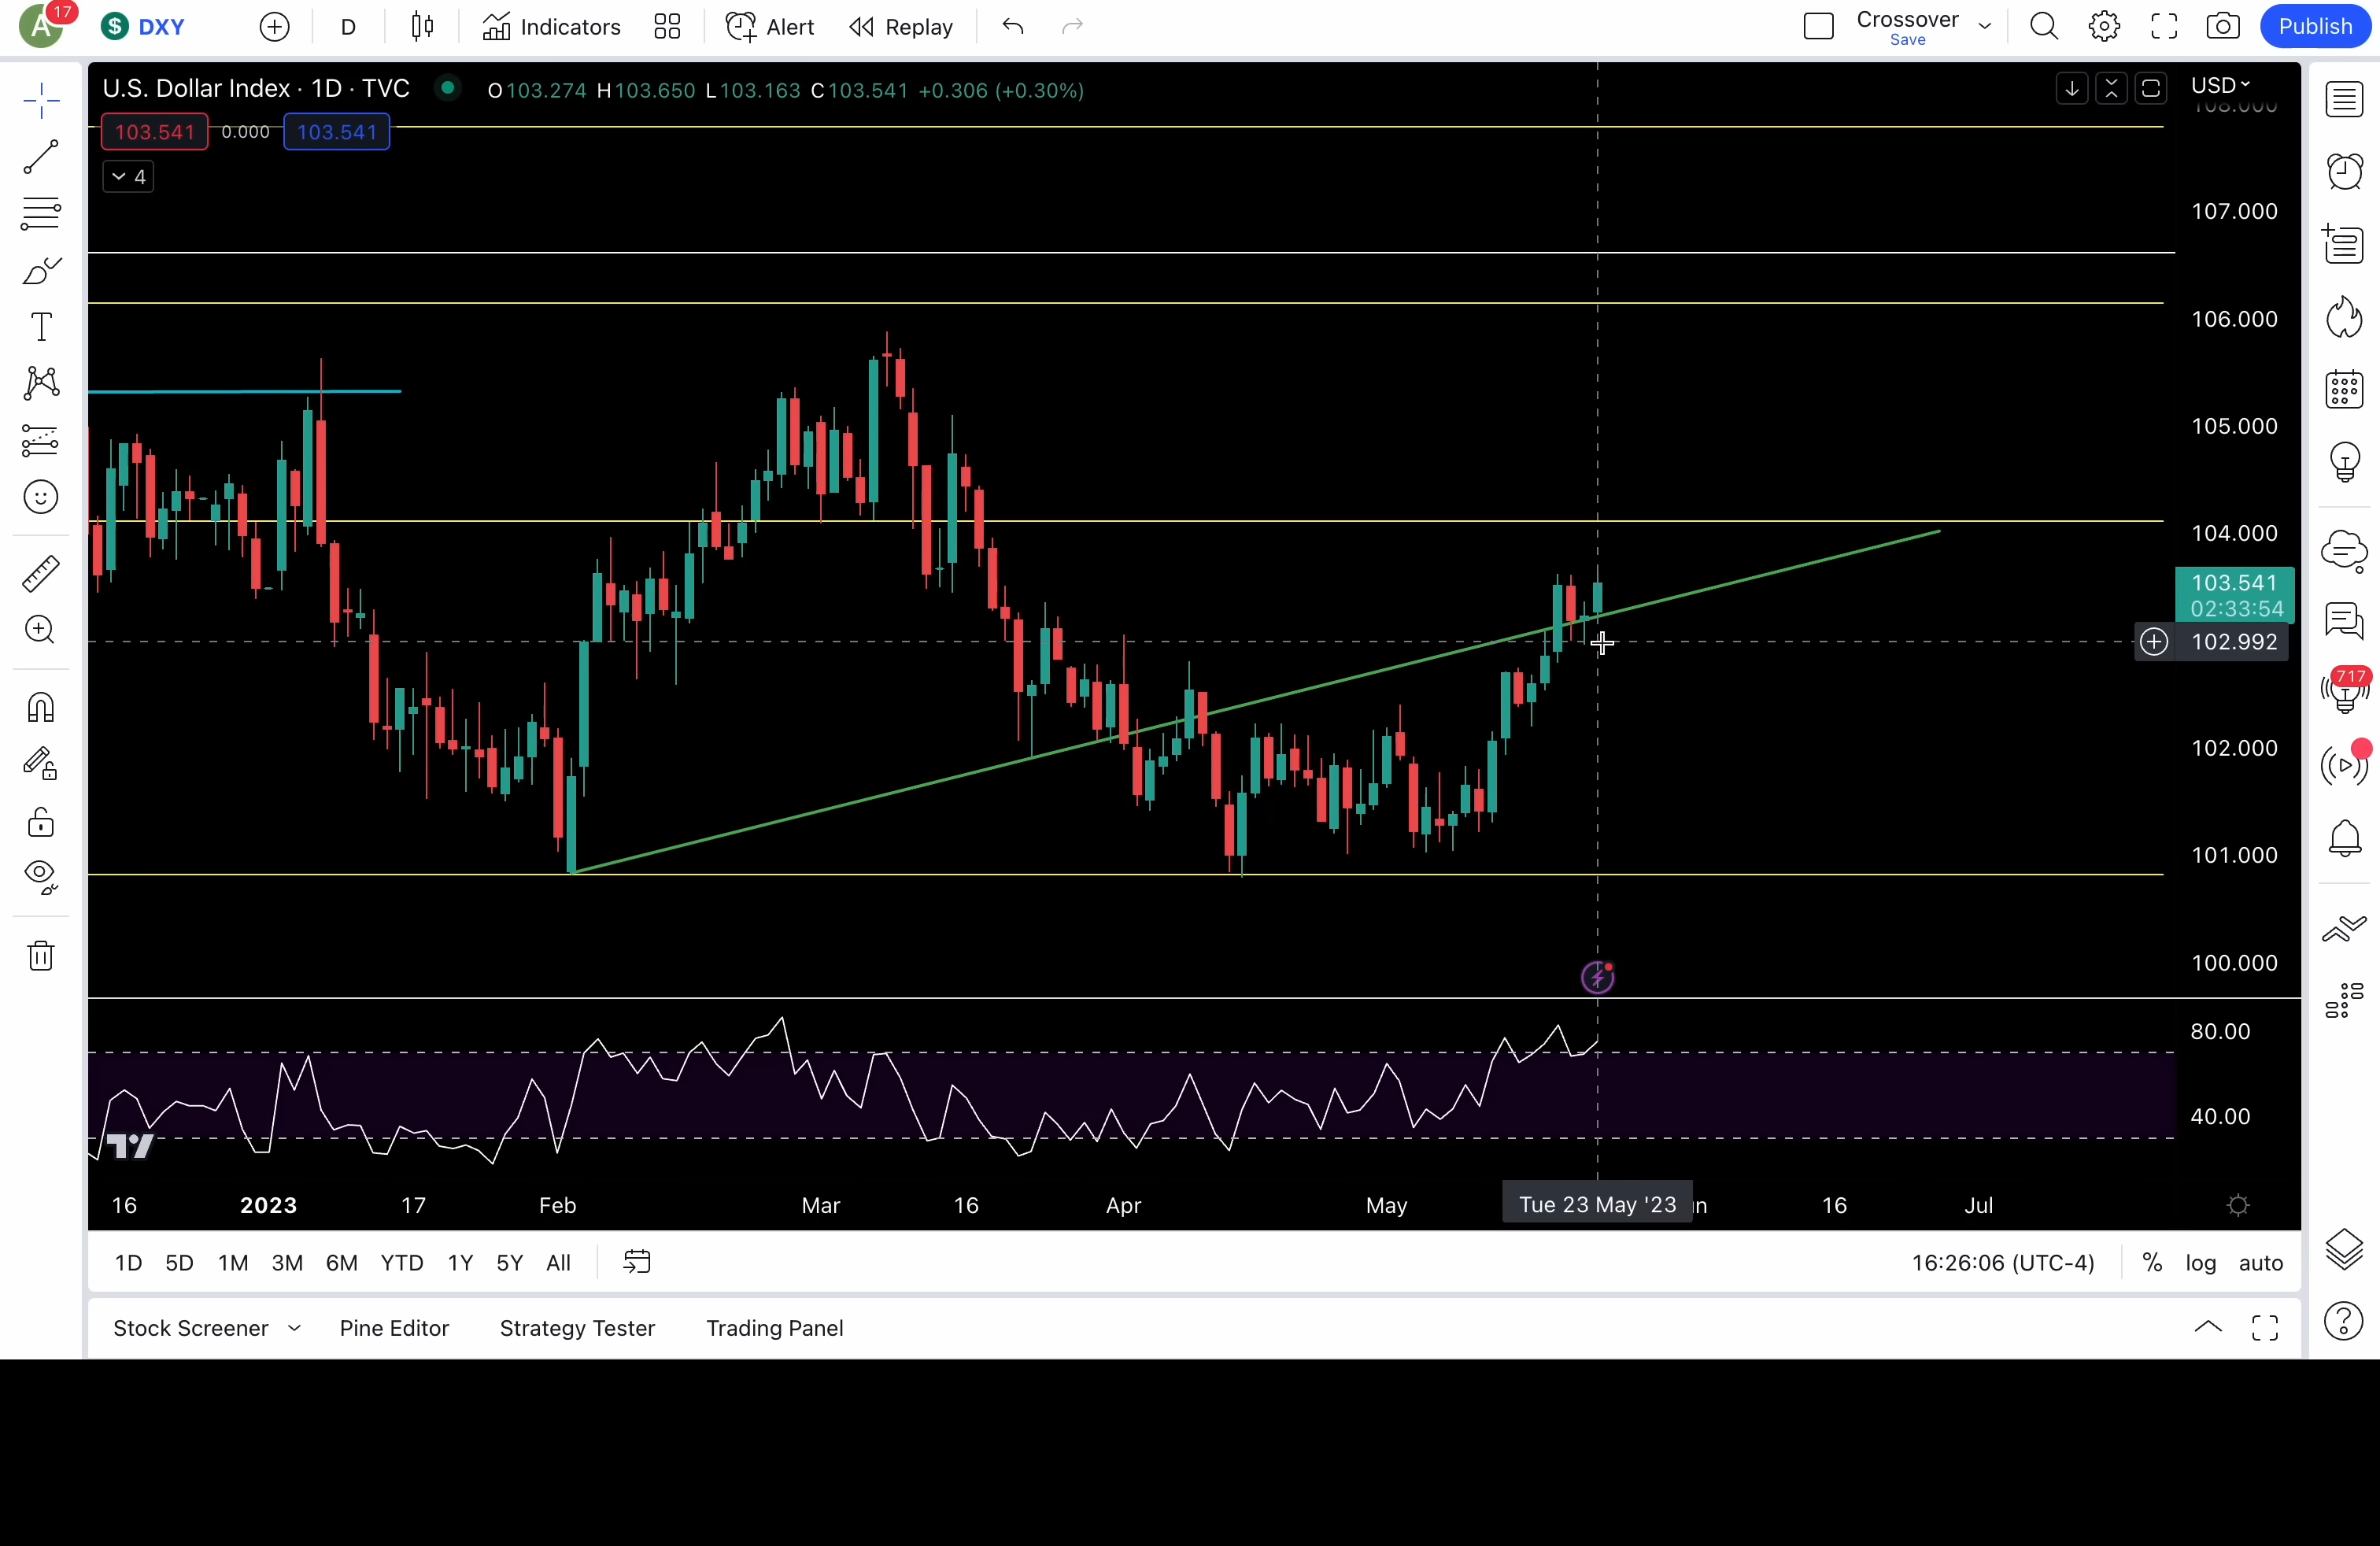 A 17 $ DXY D Indicators Alert Replay Crossover Publish
Save
U.S. Dollar Index · 1D · TVC O103.274 H103.650 L103.163 C103.541 +0.306 (+0.30%) USD
108.000
103.541 0.000 103.541
4
107.000
106.000
105.000
104.000
103.541
02:33:54
102.992
717
102.000
101.000
100.000
80.00
40.00
16 2023 17 Feb Mar 16 Apr May Tue 23 May '23 n 16 Jul
1D 5D 1M 3M 6M YTD 1Y 5Y All 16:26:06 (UTC-4) % log auto
Stock Screener Pine Editor Strategy Tester Trading Panel